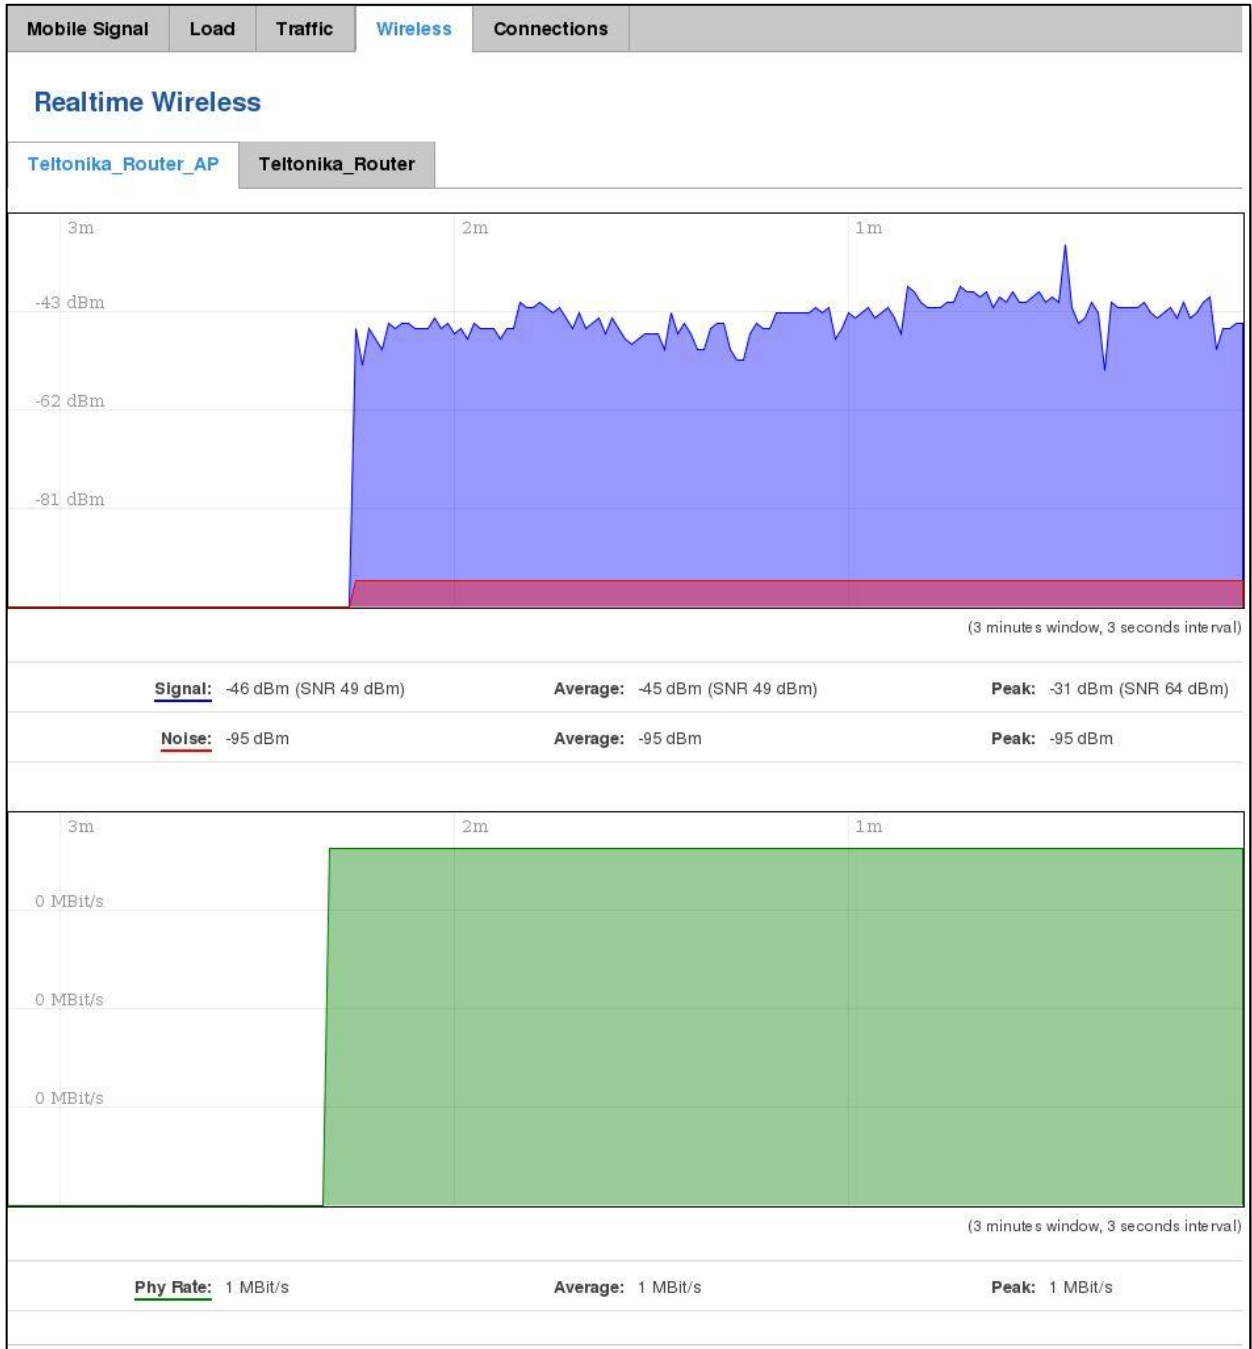 Mobile Signal Load Traffic Wireless Connections
Realtime Wireless
Teltonika_Router_AP Teltonika_Router
3m 2m 1m
-43 dBm
-62 dBm
-81 dBm
(3 minutes window, 3 seconds interval)
Signal: -46 dBm (SNR 49 dBm) Average: -45 dBm (SNR 49 dBm) Peak: -31 dBm (SNR 64 dBm)
Noise: -95 dBm Average: -95 dBm Peak: -95 dBm
3m 2m 1m
0 MBit/s
0 MBit/s
0 MBit/s
(3 minutes window, 3 seconds interval)
Phy Rate: 1 MBit/s Average: 1 MBit/s Peak: 1 MBit/s